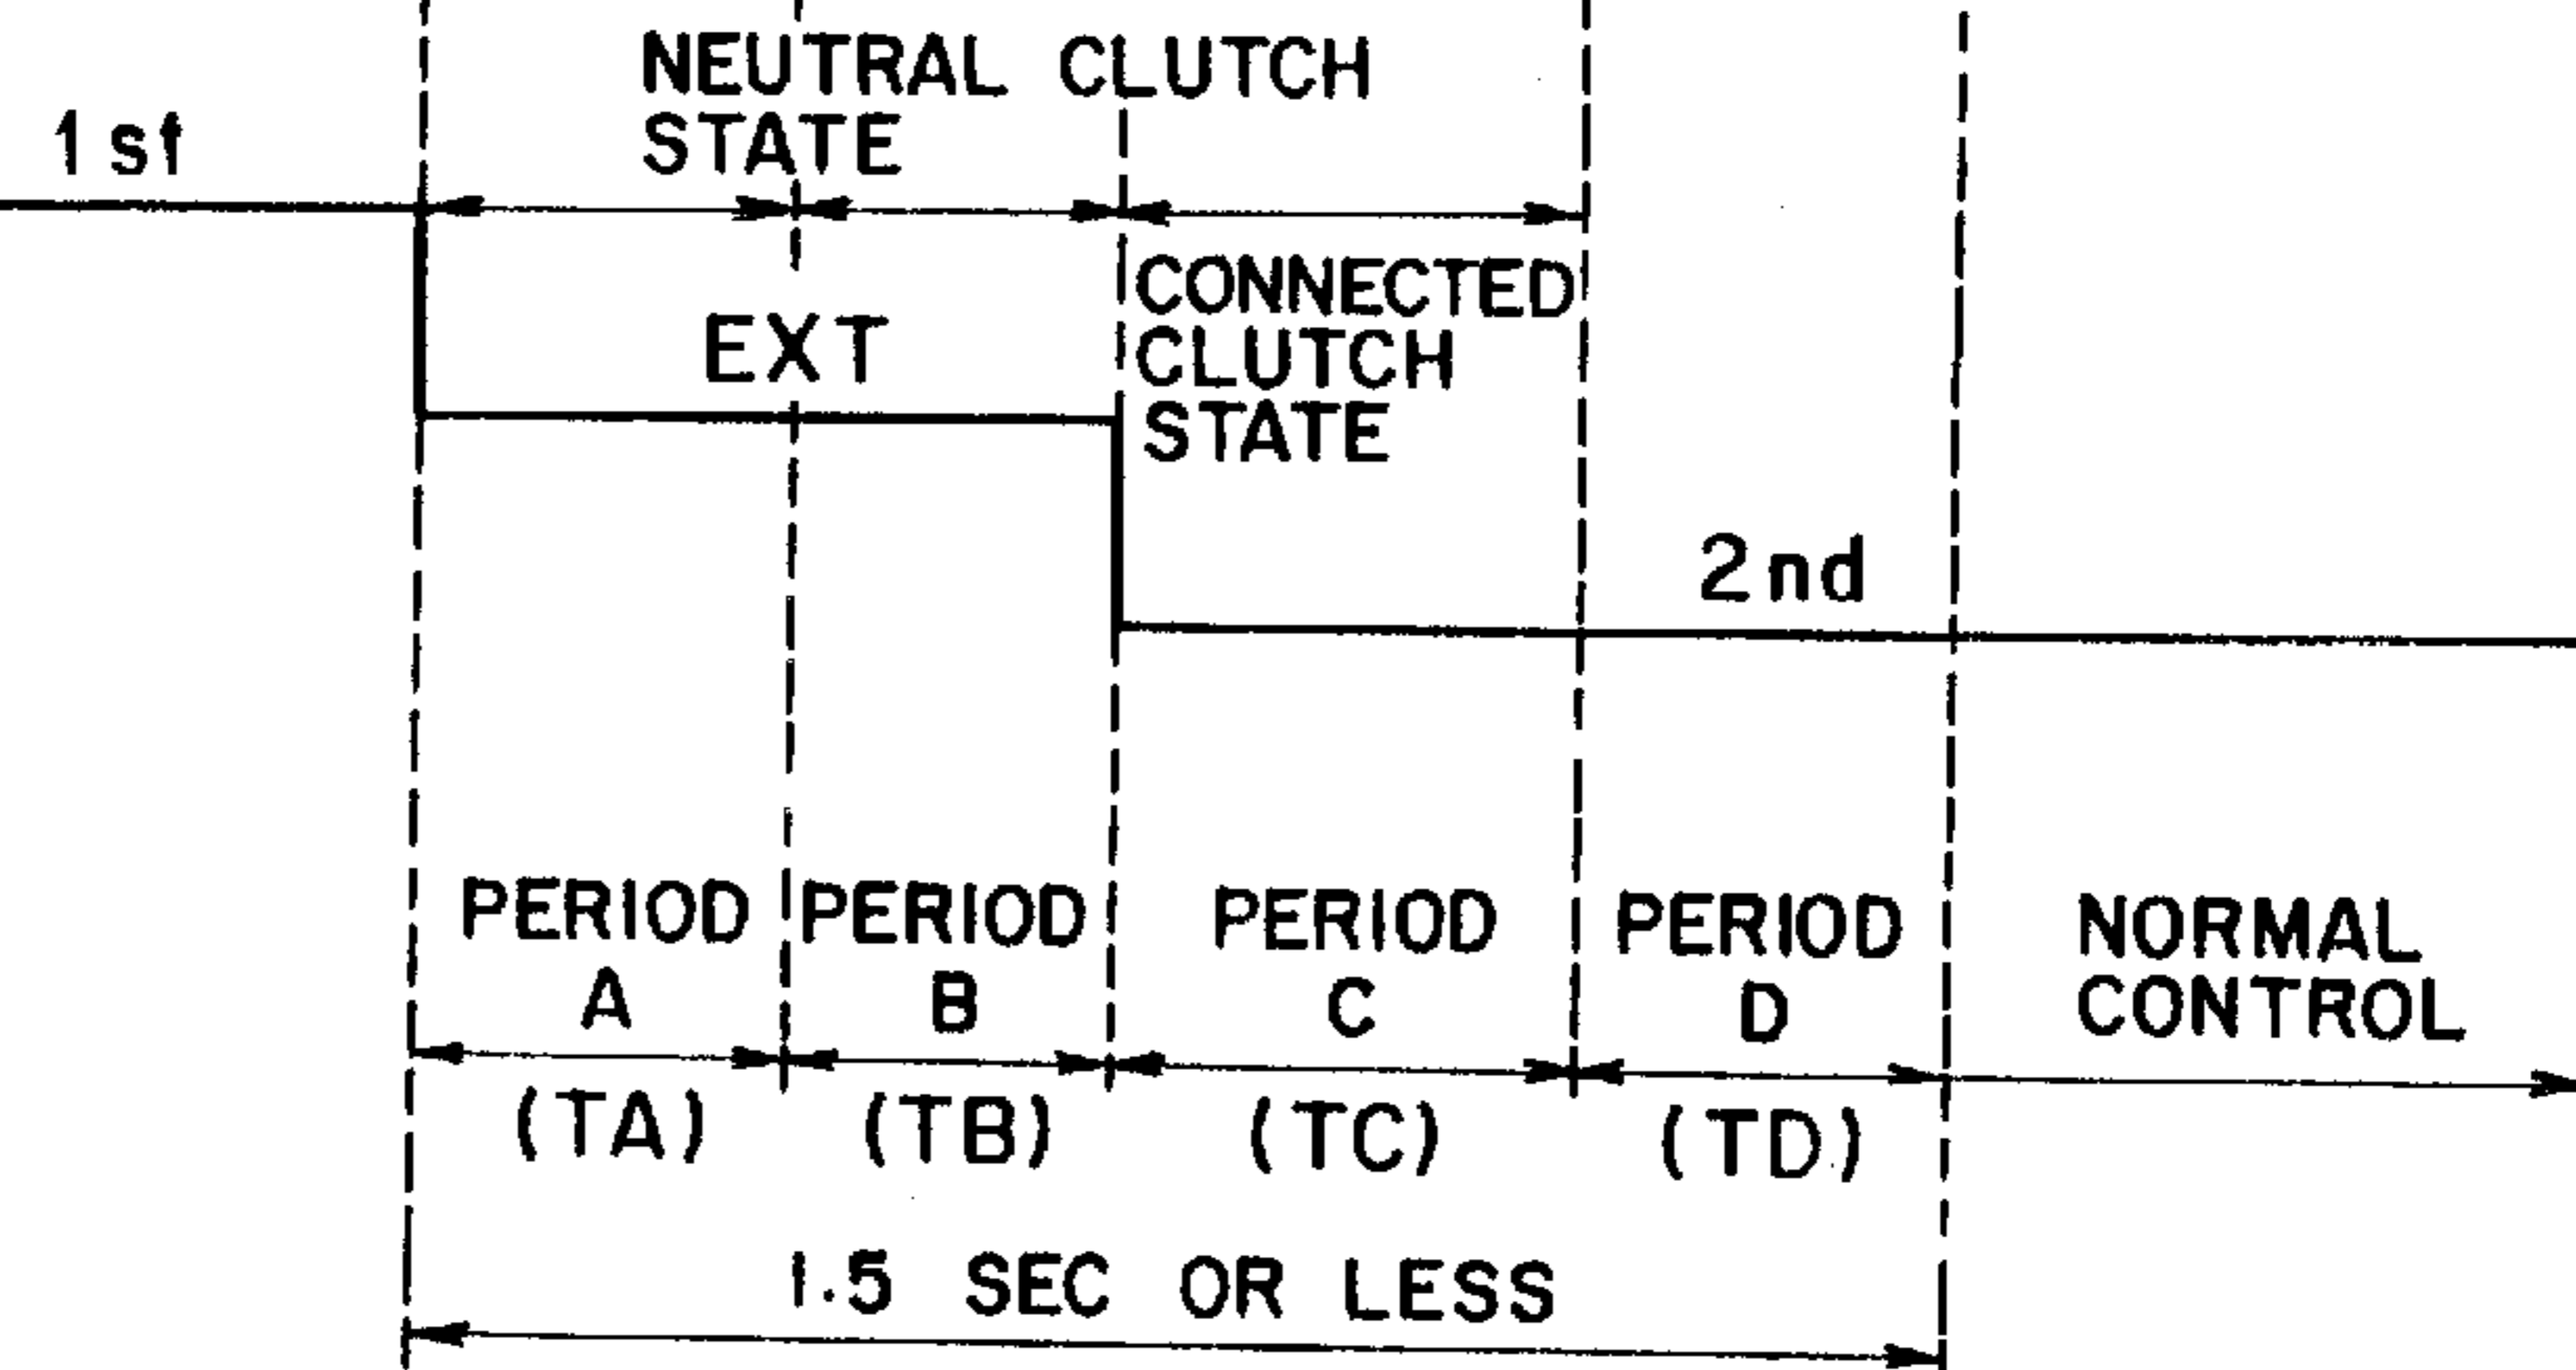 NEUTRAL CLUTCH
STATE
1st
EXT
CONNECTED
CLUTCH
STATE
2nd
PERIOD
A
PERIOD
B
PERIOD
C
PERIOD
D
NORMAL
CONTROL
(TA)
(TB)
(TC)
(TD)
1.5 SEC OR LESS